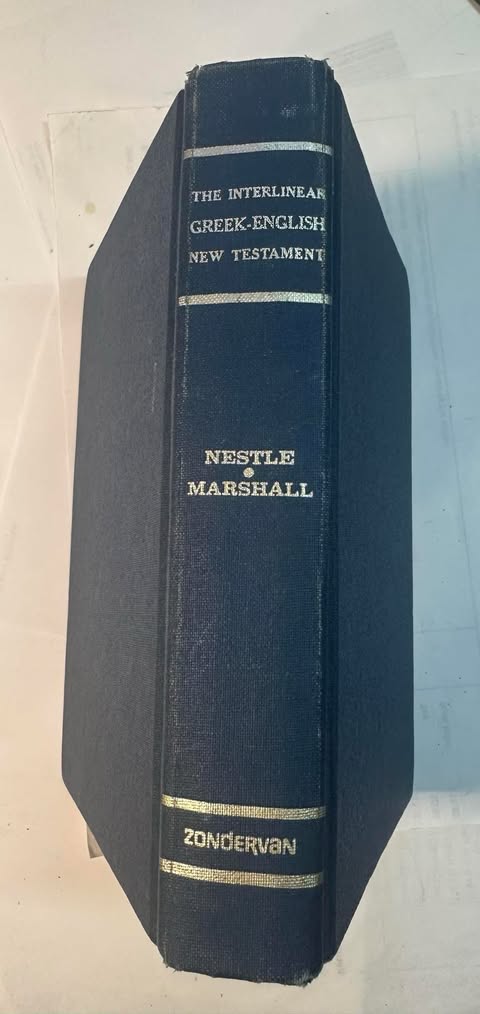 THE INTERLINEAR
GREEK-ENGLISH
NEW TESTAMENT
NESTLE
•
MARSHALL
ZONDERVAN